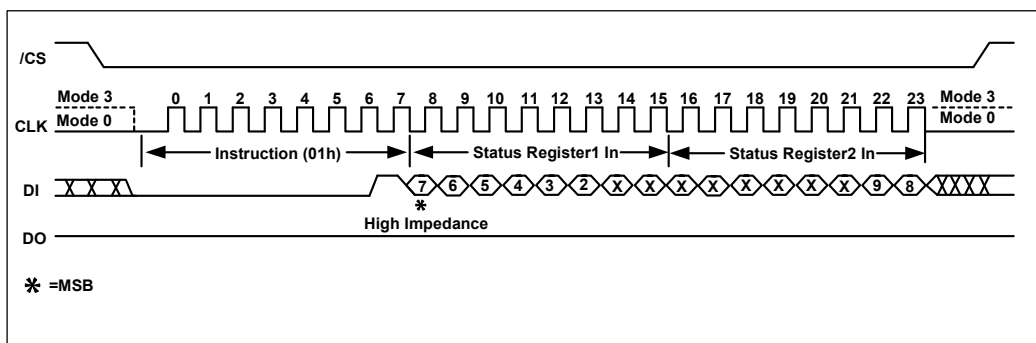 /CS
Mode 3
0 1 2 3 4 5 6 7 8 9 10 11 12 13 14 15 16 17 18 19 20 21 22 23
Mode 3
CLK
Mode 0
Mode 0
Instruction (01h)
Status Register1 In
Status Register2 In
DI
X X X
7 6 5 4 3 2 X X X X X X X X 9 8
XXXX
*
High Impedance
DO
* =MSB